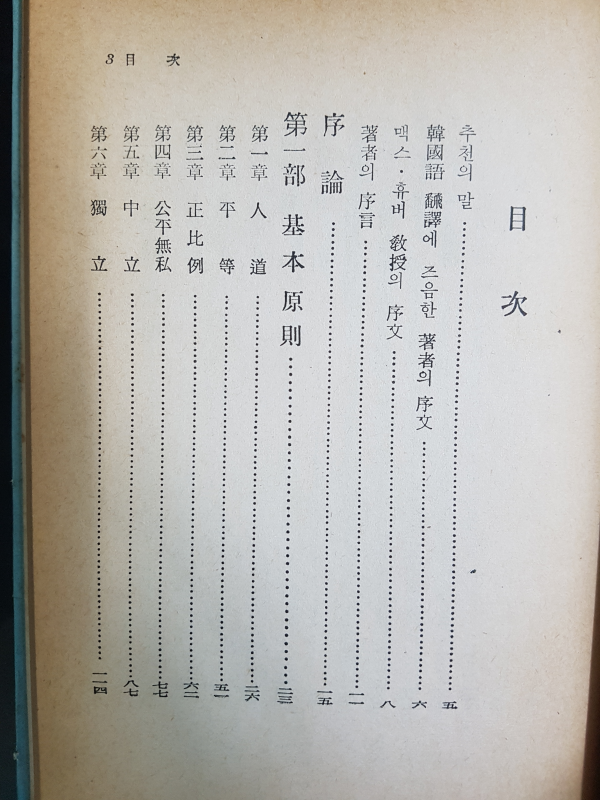 3 目 次
目次
추천의 말 五
韓國語 飜譯에 즈음한 著者의 序文 六
맥스・휴버 敎授의 序文 八
著者의 序言 一一
序論 一五
第一部 基本原則 二三
第一章 人道 二六
第二章 平等 五一
第三章 正比例 六二
第四章 公平無私 七七
第五章 中立 八七
第六章 獨立 一一四